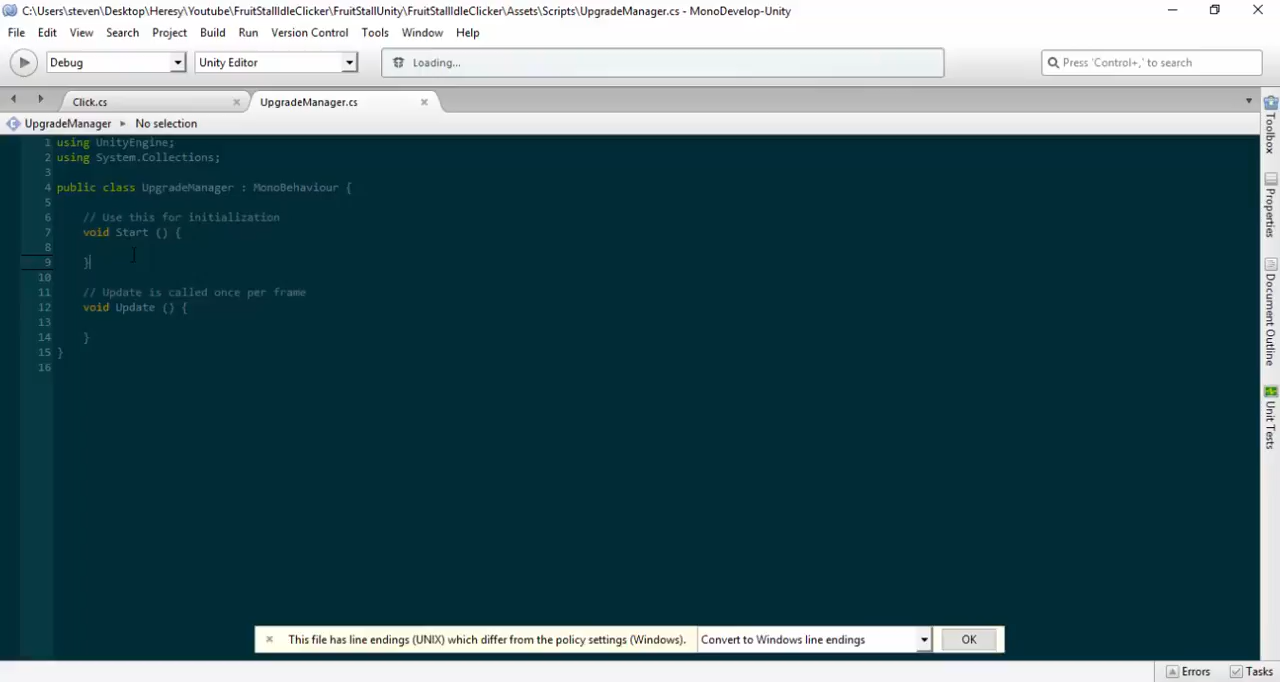 C:\Users\steven\Desktop\Heresy\Youtube\FruitStallIdleClicker\FruitStallUnity\FruitStallIdleClicker\Assets\Scripts\UpgradeManager.cs - MonoDevelop-Unity
File Edit View Search Project Build Run Version Control Tools Window Help
Debug Unity Editor Loading... Press 'Control+,' to search
Click.cs UpgradeManager.cs
UpgradeManager No selection
1 using UnityEngine;
2 using System.Collections;
3
4 public class UpgradeManager : MonoBehaviour {
5
6 // Use this for initialization
7 void Start () {
8
9 }
10
11 // Update is called once per frame
12 void Update () {
13
14 }
15 }
16
Toolbox
Properties
Document Outline
Unit Tests
This file has line endings (UNIX) which differ from the policy settings (Windows). Convert to Windows line endings OK
Errors Tasks